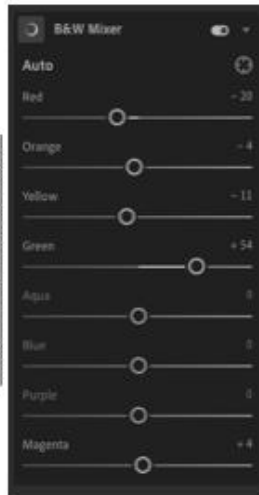 B&W Mixer
Auto
Red - 20
Orange - 4
Yellow - 11
Green + 54
Aqua 0
Blue 0
Purple 0
Magenta + 4